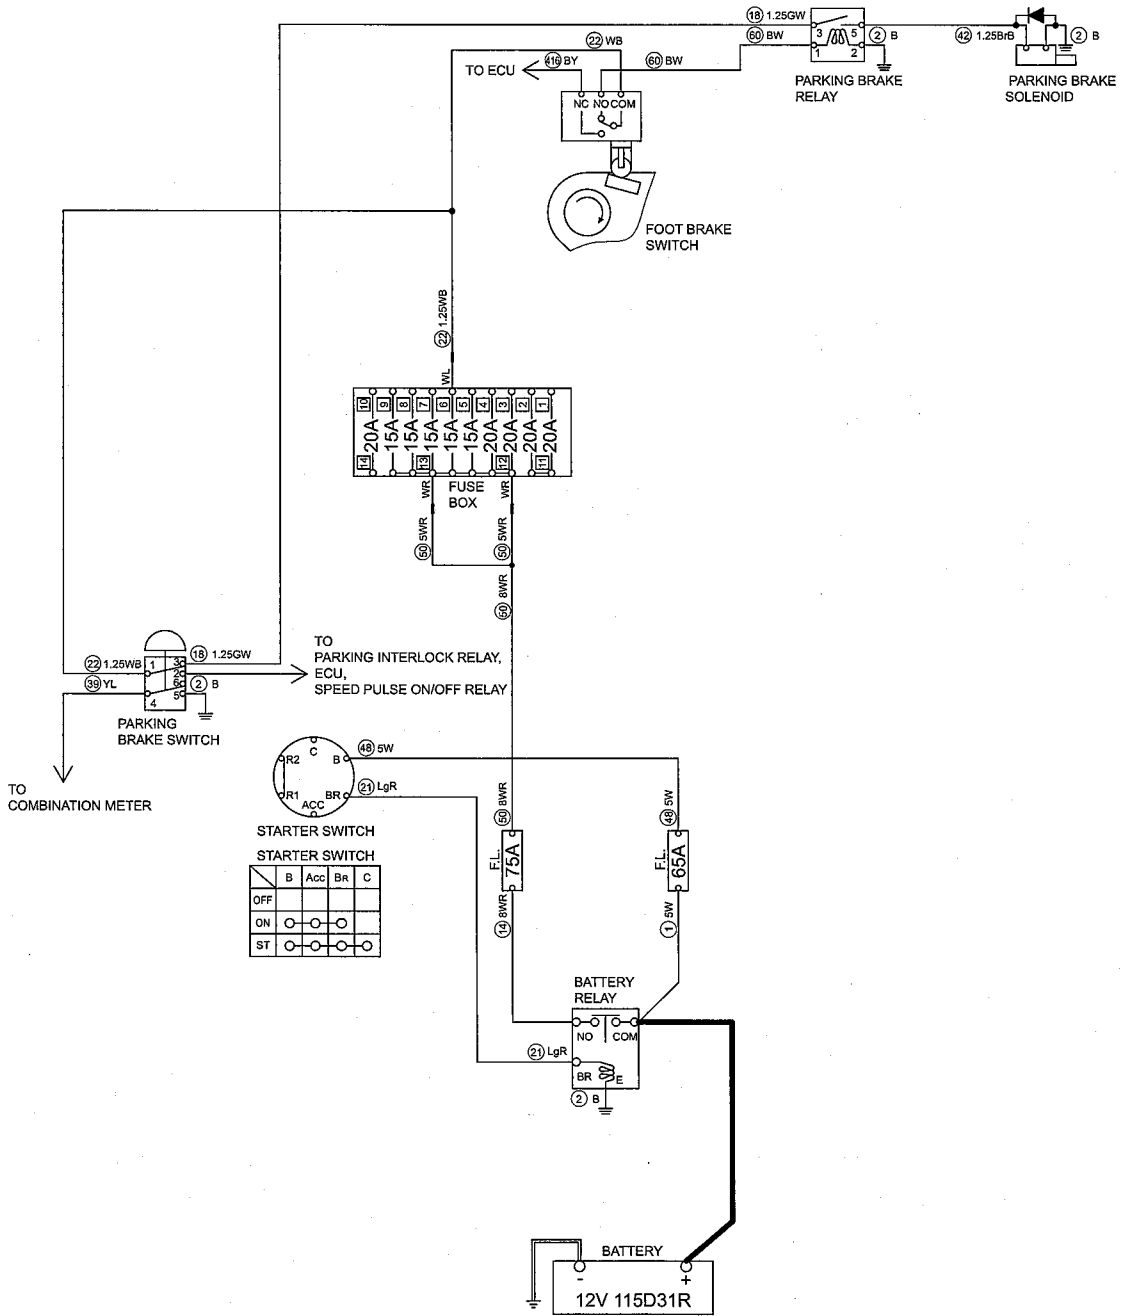 18 1.25GW
60 BW
3 5
1 2
2 B
42 1.25BrB
2 B
PARKING BRAKE
RELAY
PARKING BRAKE
SOLENOID
22 WB
TO ECU
416 BY
60 BW
NC NO COM
FOOT BRAKE
SWITCH
22 1.25WB
WL
10 9 8 7 6 5 4 3 2 1
20A 15A 15A 15A 15A 15A 20A 20A 20A 20A
14 13 12 11
WR
FUSE
BOX
WR
50 5WR
50 5WR
50 8WR
18 1.25GW
22 1.25WB
39 YL
1 3
2
6
4 5
2 B
TO
PARKING INTERLOCK RELAY,
ECU,
SPEED PULSE ON/OFF RELAY
PARKING
BRAKE SWITCH
TO
COMBINATION METER
C
R2 B
R1 BR
ACC
48 5W
21 LgR
STARTER SWITCH
STARTER SWITCH
B Acc BR C
OFF
ON
ST
50 8WR
F.L.
75A
14 8WR
48 5W
F.L.
65A
1 5W
BATTERY
RELAY
NO COM
21 LgR
BR E
2 B
BATTERY
- +
12V 115D31R